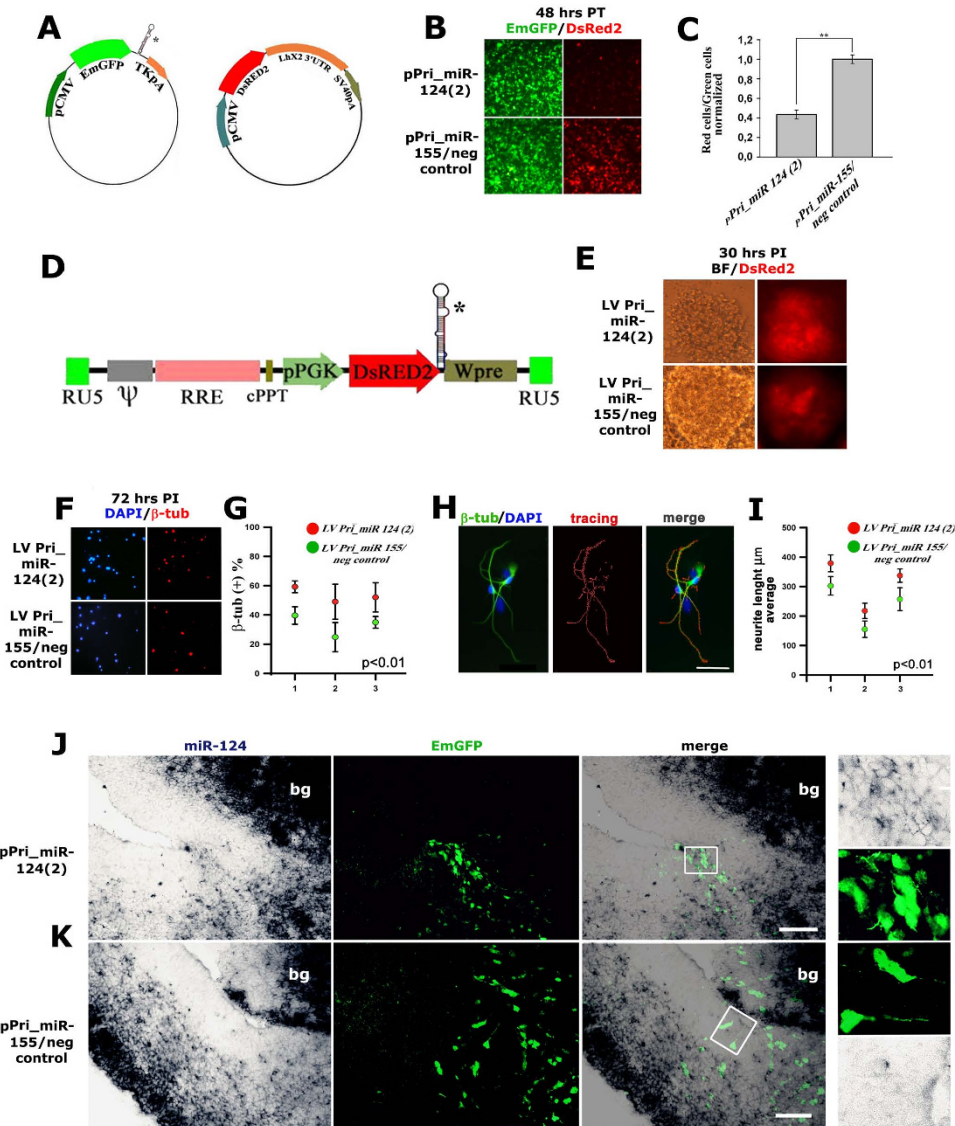 A
EmGFP
*
pCMV
TKpA
DsRED2
LhX2 3'UTR
SV40pA
pCMV
B
48 hrs PT
EmGFP/DsRed2
pPri_miR-
124(2)
pPri_miR-
155/neg
control
C
Red cells/Green cells
normalized
1,2
1,0
0,8
0,6
0,4
0,2
0,0
**
pPri_miR 124 (2)
pPri_miR-155/
neg control
D
*
pPGK
DsRED2
Wpre
RU5
Ψ
RRE
cPPT
RU5
E
30 hrs PI
BF/DsRed2
LV Pri_
miR-
124(2)
LV Pri_
miR-
155/neg
control
F
72 hrs PI
DAPI/β-tub
LV Pri_
miR-
124(2)
LV Pri_
miR-
155/neg
control
G
LV Pri_miR 124 (2)
LV Pri_miR 155/
neg control
β-tub (+) %
100
80
60
40
20
0
p<0.01
1 2 3
H
β-tub/DAPI
tracing
merge
I
LV Pri_miR 124 (2)
LV Pri_miR 155/
neg control
neurite lenght µm
average
500
400
300
200
100
0
p<0.01
1 2 3
J
miR-124
EmGFP
merge
pPri_miR-
124(2)
bg
bg
K
pPri_miR-
155/neg
control
bg
bg